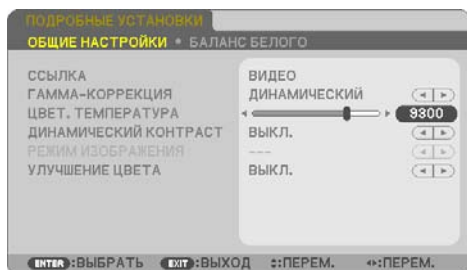 ПОДРОБНЫЕ УСТАНОВКИ
ОБЩИЕ НАСТРОЙКИ • БАЛАНС БЕЛОГО
ССЫЛКА ВИДЕО
ГАММА-КОРРЕКЦИЯ ДИНАМИЧЕСКИЙ
ЦВЕТ. ТЕМПЕРАТУРА 9300
ДИНАМИЧЕСКИЙ КОНТРАСТ ВЫКЛ.
РЕЖИМ ИЗОБРАЖЕНИЯ ---
УЛУЧШЕНИЕ ЦВЕТА ВЫКЛ.
ENTER :ВЫБРАТЬ EXIT :ВЫХОД :ПЕРЕМ. :ПЕРЕМ.